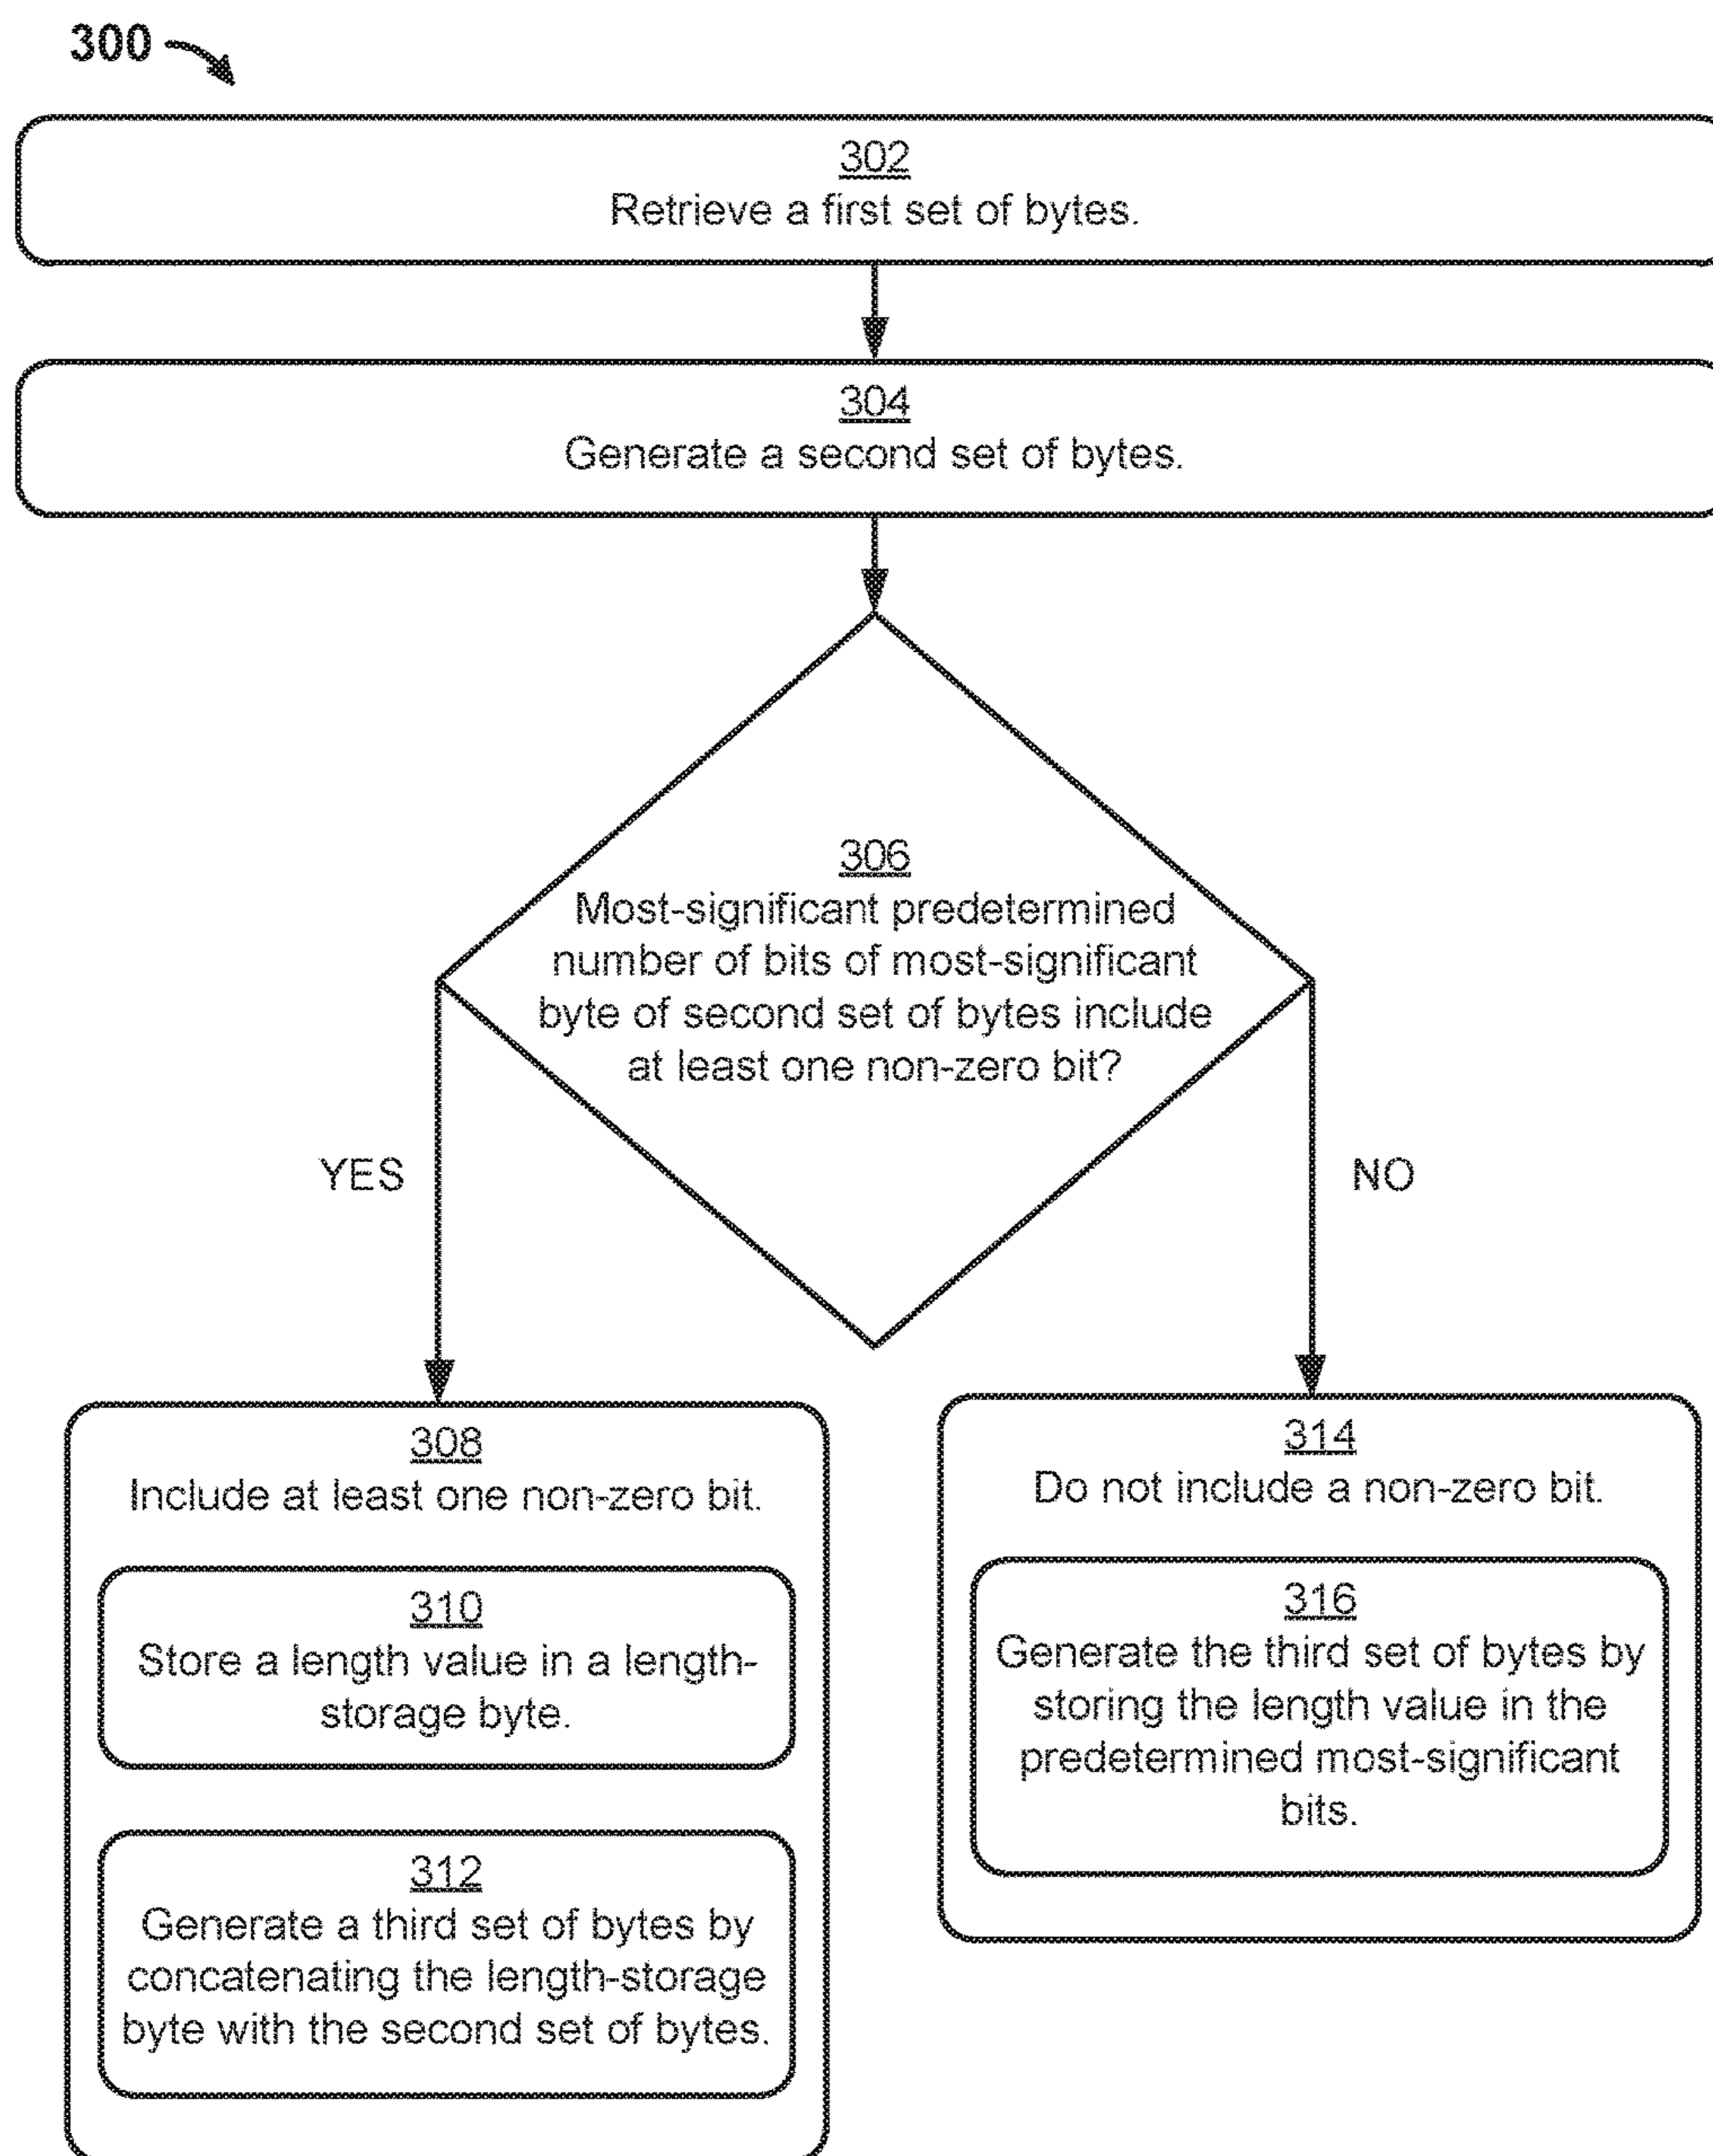 300
302
Retrieve a first set of bytes.
304
Generate a second set of bytes.
306
Most-significant predetermined
number of bits of most-significant
byte of second set of bytes include
at least one non-zero bit?
YES
NO
308
Include at least one non-zero bit.
310
Store a length value in a length-
storage byte.
312
Generate a third set of bytes by
concatenating the length-storage
byte with the second set of bytes.
314
Do not include a non-zero bit.
316
Generate the third set of bytes by
storing the length value in the
predetermined most-significant
bits.